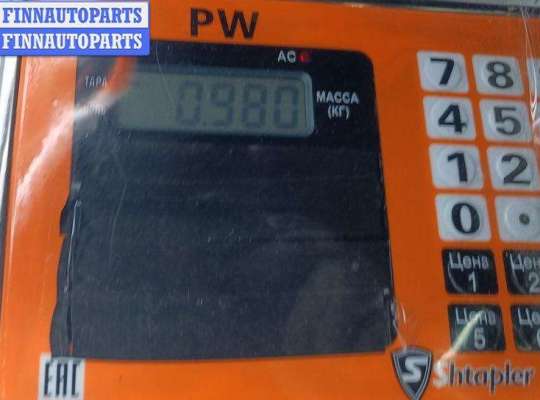 FINNAUTOPARTS
FINNAUTOPARTS
PW
AC
ТАРА
0.980
МАССА
(КГ)
7 8
4 5
1 2
0 .
Цена
1
Цена
2
5
EAC
S Shtapler